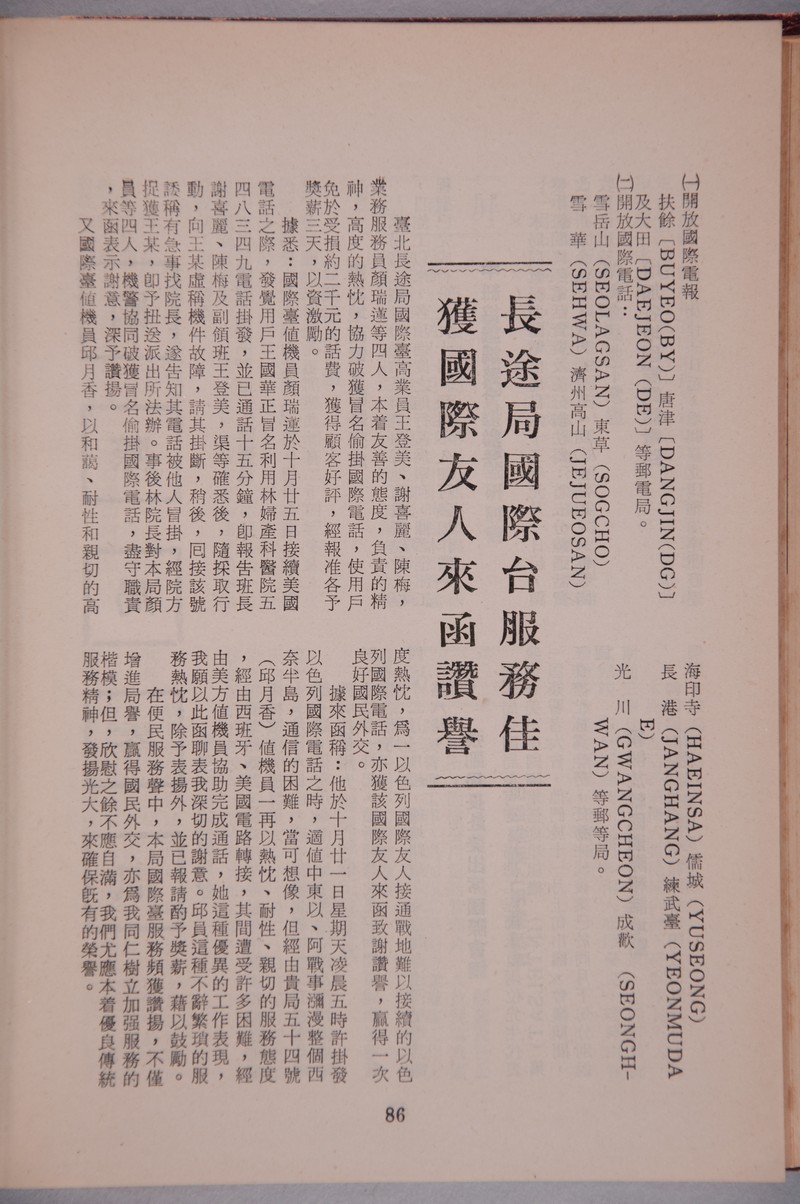 ㈠開放國際電報
扶餘〔BUYEO(BY)〕唐津〔DANGJIN(DG)〕
及大田〔DAEJEON (DE)〕等郵電局。
㈡開放國際電話：
雪岳山 (SEOLAGSAN) 東草 (SOGCHO)
雪　華 (SEHWA) 濟州高山 (JEJUEOSAN)
海印寺 (HAEINSA) 儒城 (YUSEONG)
長　港 (JANGHANG) 練武臺 (YEONMUDA
E)
光　川 (GWANGCHEON) 成歡 (SEONGH-
WAN) 等郵等局。
長途局國際台服務佳
獲國際友人來函讚譽
臺北長途局國際臺高業員王登美、謝喜麗、陳梅，
業務服務員顏瑞蓮等四人，本着友善的態度，負責的精
神，高度的熱忱，協力破獲冒名偷掛國際電話，使用戶
免於受損約二千元的話費，獲得顧客好評，經報准各予
獎薪三天，以資激勵。
據悉：國際臺值機員顏瑞蓮於十月廿五日接續美國
電話之際，發覺用戶王國華正冒名利用林婦產科醫院五
四八三四九電話掛發，並已通話十五分鐘，卽報告班長
謝喜麗、陳梅及副領班王登美，渠等確悉後，隨採取行
動，向王某虛稱機件故障，請其掛斷，稍後，囘接該號
諉稱有急事找院長，遂告知其電話被他人冒掛，經院方
捉獲王某，卽予扭送派出所法辦。事後林院長對本局顏
員等四人，機警協同破獲冒名偷掛國際電話，盡守職責
，來函表示謝意，深予讚揚。
又國際臺值機員邱月香，以和藹、耐性和親切的高
度熱忱，爲一以色列國際友人接通戰地難以接續的以色
列國際電話，亦獲該國際友人來函致謝讚譽，贏得一次
良好國民外交。
據來函稱：他於十月廿一日星期天凌晨五時許掛發
以色列國際電話之時，適值中東以、阿戰事瀰漫整個西
奈半島，通信的困難，當可想像，但經由貴局五十四號
(邱月香)值機員一再以熱忱、耐性、親切的服務態度
，經由西班牙、美國電路轉接，其間遭受許多困難，經
由美方值機員協助完成通話，她這種優異的工作表現，
我願以此函聊表我深切的謝意。邱員這種不辭繁瑣的服
務熱忱，除予表揚外，並已報請酌予獎薪，藉以鼓勵。
在便民服務聲中，本局國際臺服務頻獲讚揚，不僅
增進局譽，贏得國民外交，亦爲我同仁樹立加强服務的
楷模；但，欣慰之餘不應自滿，我們尤應本着優良傳統
服務精神，發揚光大，來確保旣有的榮譽。
86